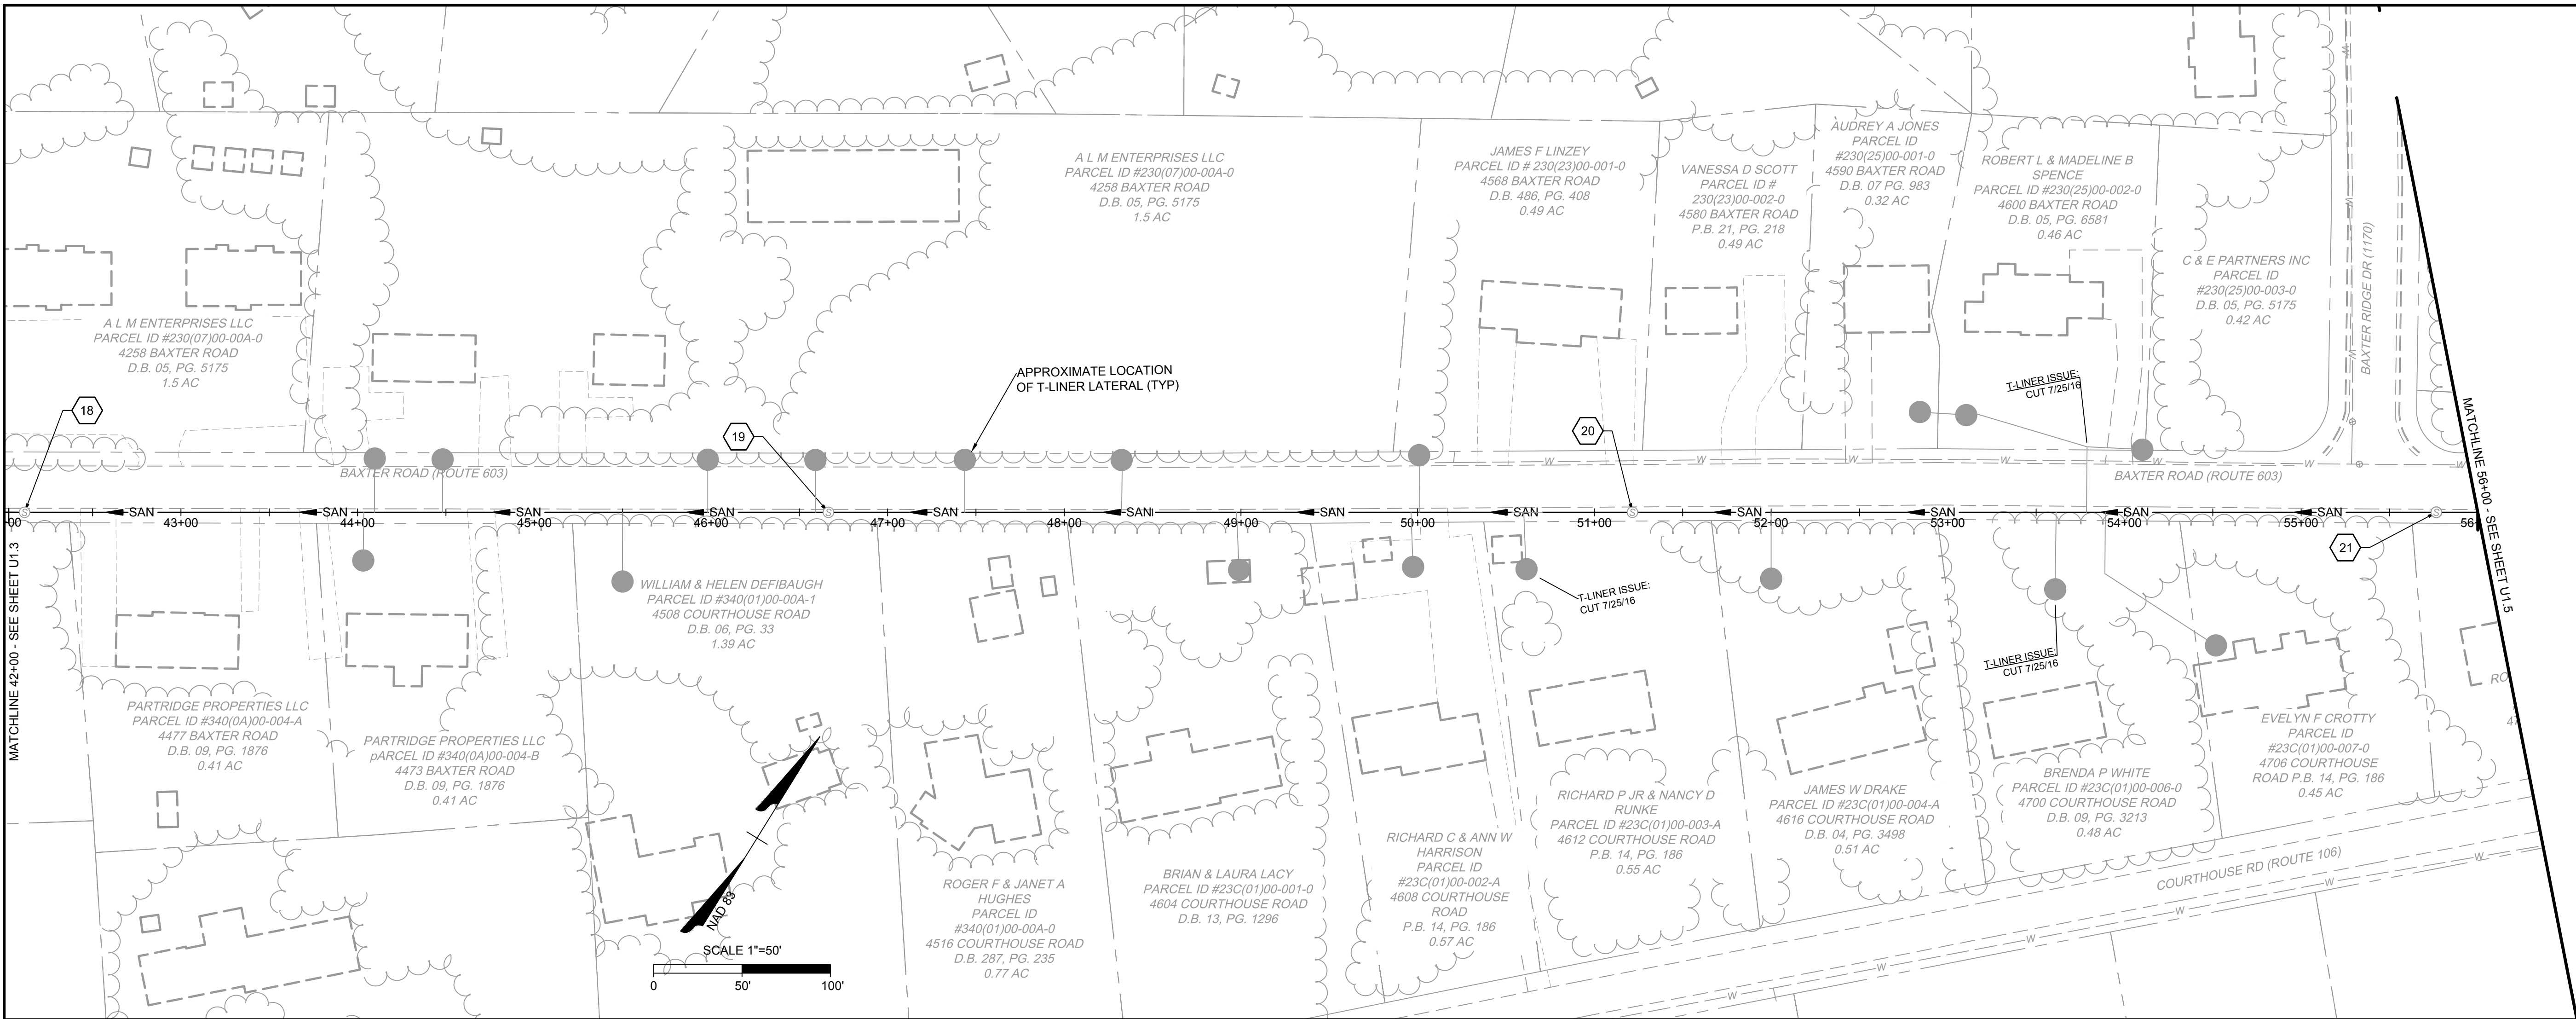 A L M ENTERPRISES LLC
PARCEL ID #230(07)00-00A-0
4258 BAXTER ROAD
D.B. 05, PG. 5175
1.5 AC
JAMES F LINZEY
PARCEL ID # 230(23)00-001-0
4568 BAXTER ROAD
D.B. 486, PG. 408
0.49 AC
VANESSA D SCOTT
PARCEL ID #
230(23)00-002-0
4580 BAXTER ROAD
P.B. 21, PG. 218
0.49 AC
AUDREY A JONES
PARCEL ID
#230(25)00-001-0
4590 BAXTER ROAD
D.B. 07 PG. 983
0.32 AC
ROBERT L & MADELINE B
SPENCE
PARCEL ID #230(25)00-002-0
4600 BAXTER ROAD
D.B. 05, PG. 6581
0.46 AC
C & E PARTNERS INC
PARCEL ID
#230(25)00-003-0
D.B. 05, PG. 5175
0.42 AC
BAXTER RIDGE DR (1170)
W
W
W
A L M ENTERPRISES LLC
PARCEL ID #230(07)00-00A-0
4258 BAXTER ROAD
D.B. 05, PG. 5175
1.5 AC
APPROXIMATE LOCATION
OF T-LINER LATERAL (TYP)
T-LINER ISSUE:
CUT 7/25/16
18
19
20
21
BAXTER ROAD (ROUTE 603)
W W W W W W W
BAXTER ROAD (ROUTE 603)
SAN SAN SAN SAN SAN SAN SAN SAN SAN SAN SAN SAN
S S S S
00 43+00 44+00 45+00 46+00 47+00 48+00 49+00 50+00 51+00 52+00 53+00 54+00 55+00 56+
MATCHLINE 42+00 - SEE SHEET U1.3
MATCHLINE 56+00 - SEE SHEET U1.5
WILLIAM & HELEN DEFIBAUGH
PARCEL ID #340(01)00-00A-1
4508 COURTHOUSE ROAD
D.B. 06, PG. 33
1.39 AC
T-LINER ISSUE:
CUT 7/25/16
T-LINER ISSUE:
CUT 7/25/16
PARTRIDGE PROPERTIES LLC
PARCEL ID #340(0A)00-004-A
4477 BAXTER ROAD
D.B. 09, PG. 1876
0.41 AC
PARTRIDGE PROPERTIES LLC
pARCEL ID #340(0A)00-004-B
4473 BAXTER ROAD
D.B. 09, PG. 1876
0.41 AC
ROGER F & JANET A
HUGHES
PARCEL ID
#340(01)00-00A-0
4516 COURTHOUSE ROAD
D.B. 287, PG. 235
0.77 AC
BRIAN & LAURA LACY
PARCEL ID #23C(01)00-001-0
4604 COURTHOUSE ROAD
D.B. 13, PG. 1296
RICHARD C & ANN W
HARRISON
PARCEL ID
#23C(01)00-002-A
4608 COURTHOUSE
ROAD
P.B. 14, PG. 186
0.57 AC
RICHARD P JR & NANCY D
RUNKE
PARCEL ID #23C(01)00-003-A
4612 COURTHOUSE ROAD
P.B. 14, PG. 186
0.55 AC
JAMES W DRAKE
PARCEL ID #23C(01)00-004-A
4616 COURTHOUSE ROAD
D.B. 04, PG. 3498
0.51 AC
BRENDA P WHITE
PARCEL ID #23C(01)00-006-0
4700 COURTHOUSE ROAD
D.B. 09, PG. 3213
0.48 AC
EVELYN F CROTTY
PARCEL ID
#23C(01)00-007-0
4706 COURTHOUSE
ROAD P.B. 14, PG. 186
0.45 AC
RO
47
COURTHOUSE RD (ROUTE 106)
W W W W W W
NAD 83
SCALE 1"=50'
0 50' 100'